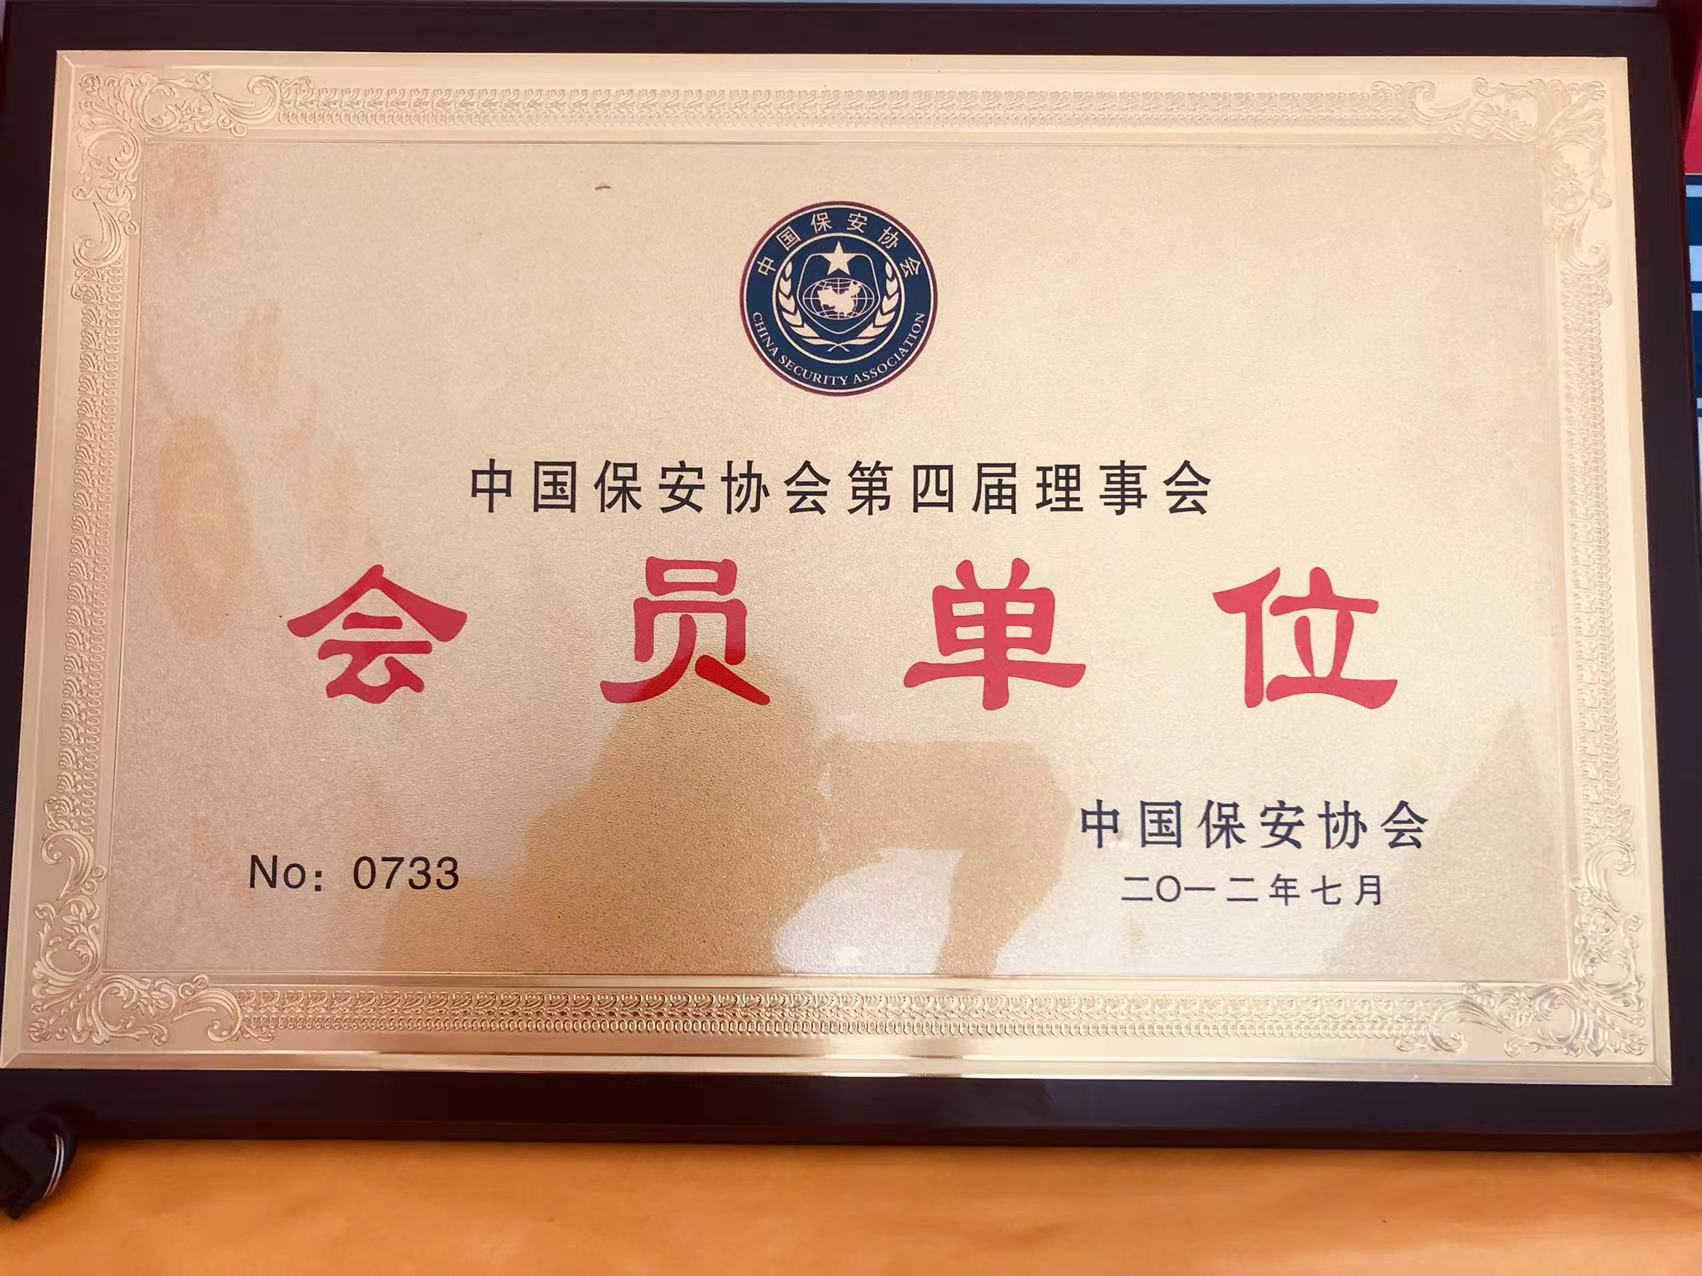 中国保安协会
CHINA SECURITY ASSOCIATION
中国保安协会第四届理事会
会员单位
No: 0733
中国保安协会
二〇一二年七月